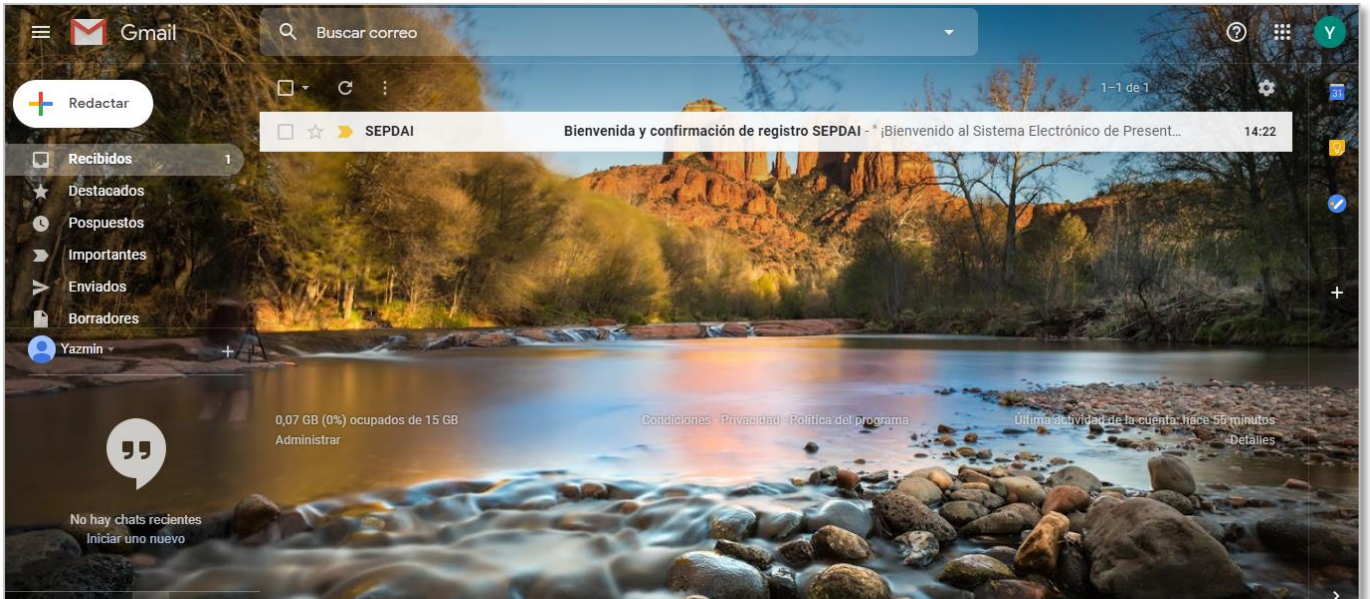 Gmail
Buscar correo
Y
Redactar
1–1 de 1
31
SEPDAI Bienvenida y confirmación de registro SEPDAI - " ¡Bienvenido al Sistema Electrónico de Present… 14:22
Recibidos 1
Destacados
Pospuestos
Importantes
Enviados
Borradores
Yazmin
0,07 GB (0%) ocupados de 15 GB
Administrar
Condiciones · Privacidad · Política del programa
Última actividad de la cuenta: hace 55 minutos
Detalles
No hay chats recientes
Iniciar uno nuevo